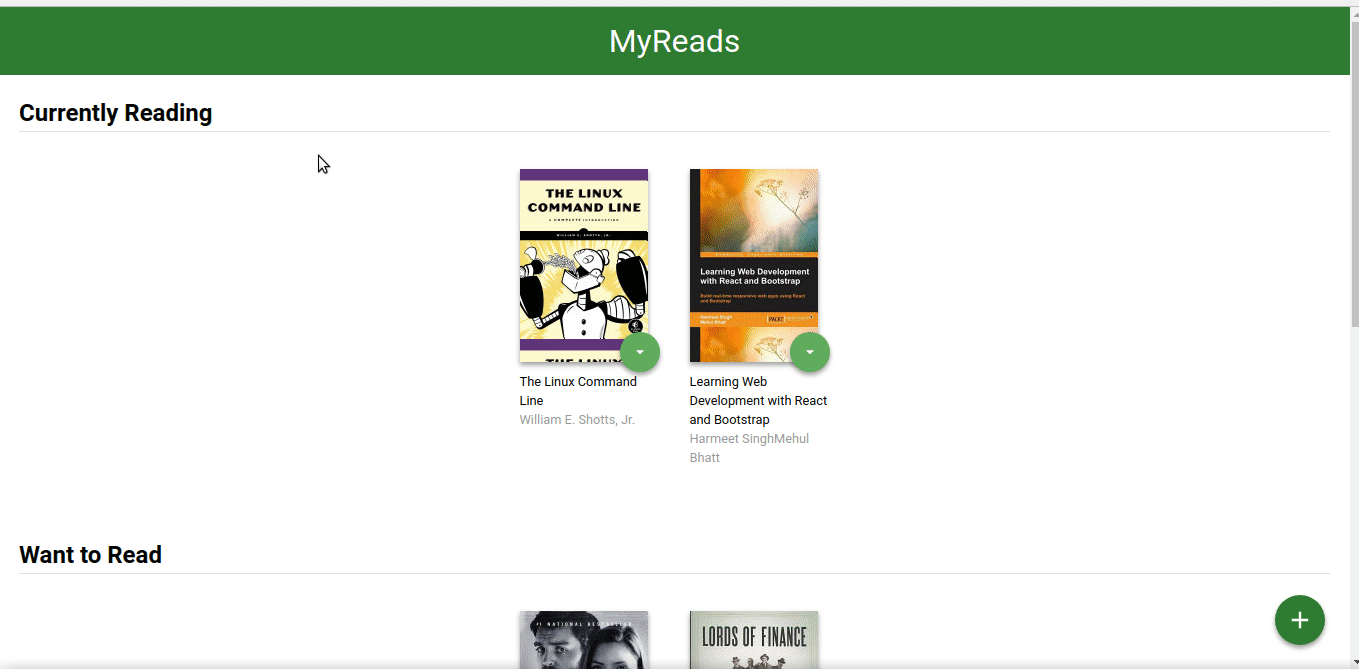 MyReads
Currently Reading
THE LINUX
COMMAND LINE
A COMPLETE INTRODUCTION
WILLIAM E. SHOTTS, JR.
Learning Web Development
with React and Bootstrap
Build real-time responsive web apps using React
and Bootstrap
Harmeet Singh
Mehul Bhatt
PACKT
THE LINUX
The Linux Command
Line
William E. Shotts, Jr.
Learning Web
Development with React
and Bootstrap
Harmeet SinghMehul
Bhatt
Want to Read
#1 NATIONAL BESTSELLER
LORDS OF FINANCE